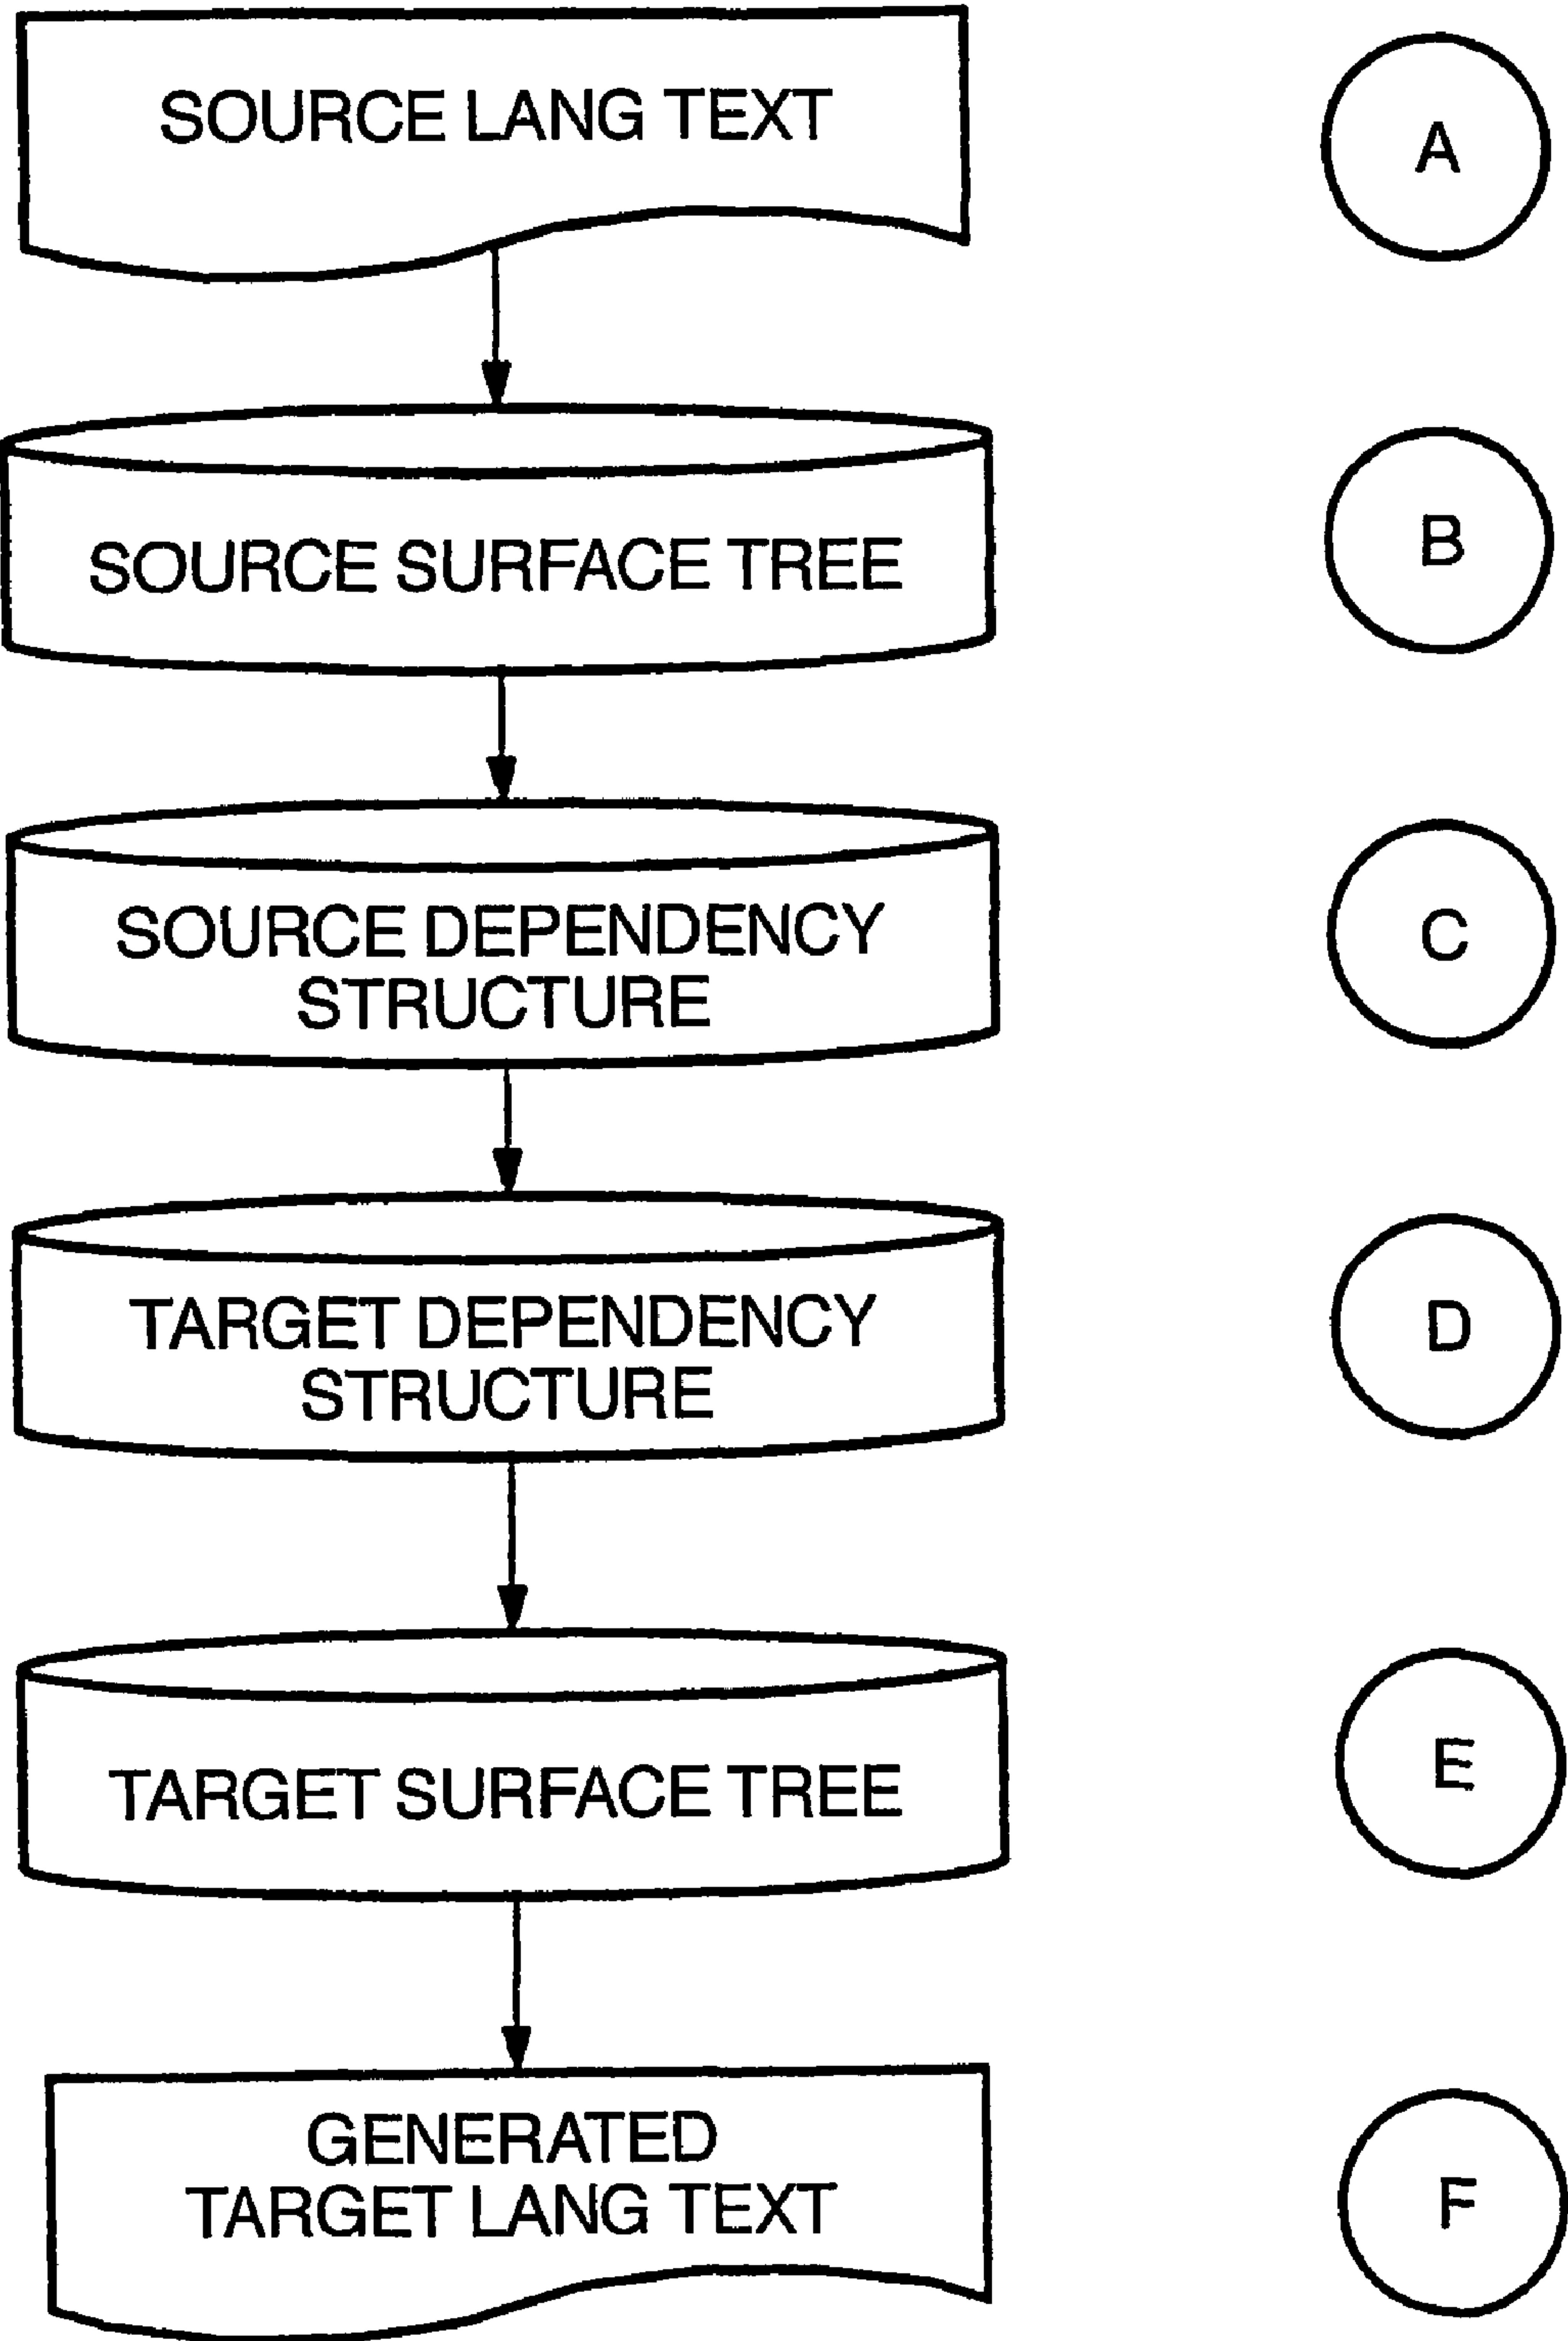 SOURCE LANG TEXT
A
SOURCE SURFACE TREE
B
SOURCE DEPENDENCY
STRUCTURE
C
TARGET DEPENDENCY
STRUCTURE
D
TARGET SURFACE TREE
E
GENERATED
TARGET LANG TEXT
F